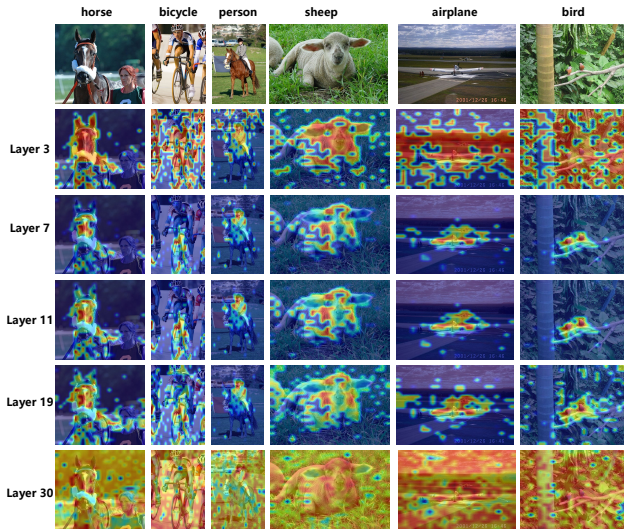 horse bicycle person sheep airplane bird
Layer 3
Layer 7
Layer 11
Layer 19
Layer 30